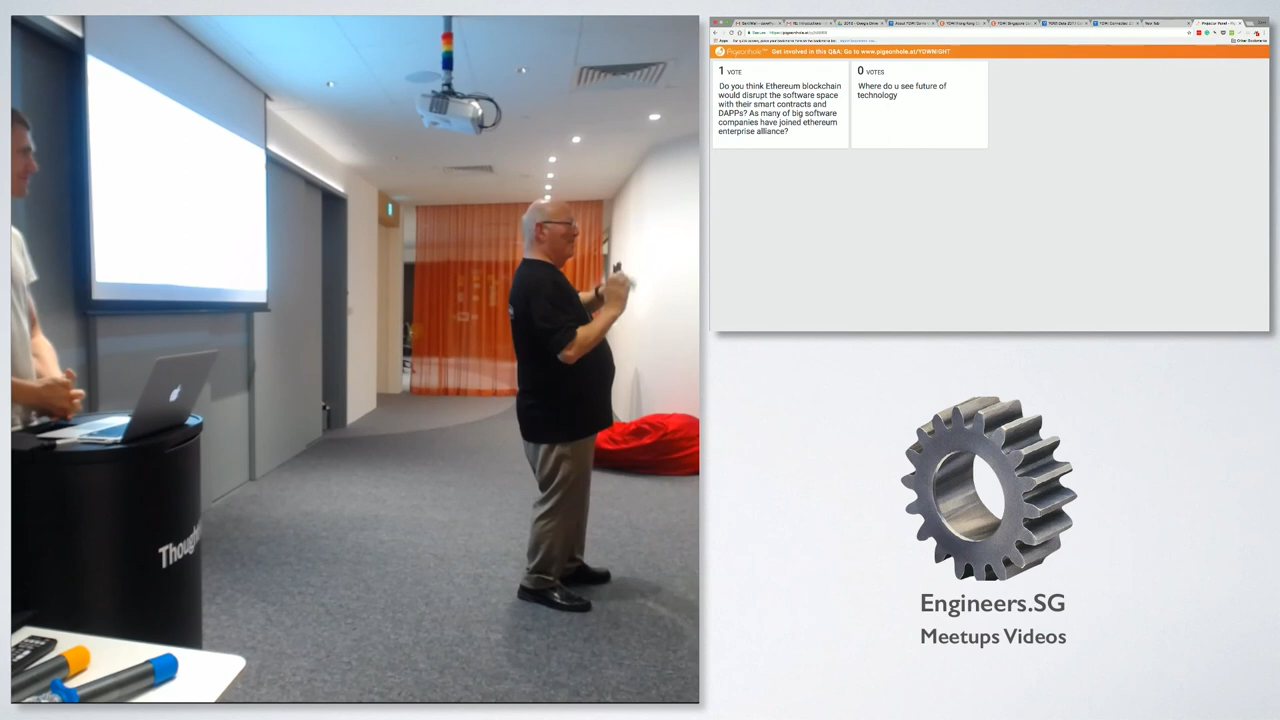 Thought
Pigeonhole Get involved in this Q&A: Go to www.pigeonhole.at/YOWNIGHT
1 VOTE
Do you think Ethereum blockchain
would disrupt the software space
with their smart contracts and
DAPPs? As many of big software
companies have joined ethereum
enterprise alliance?
0 VOTES
Where do u see future of
technology
Engineers.SG
Meetups Videos